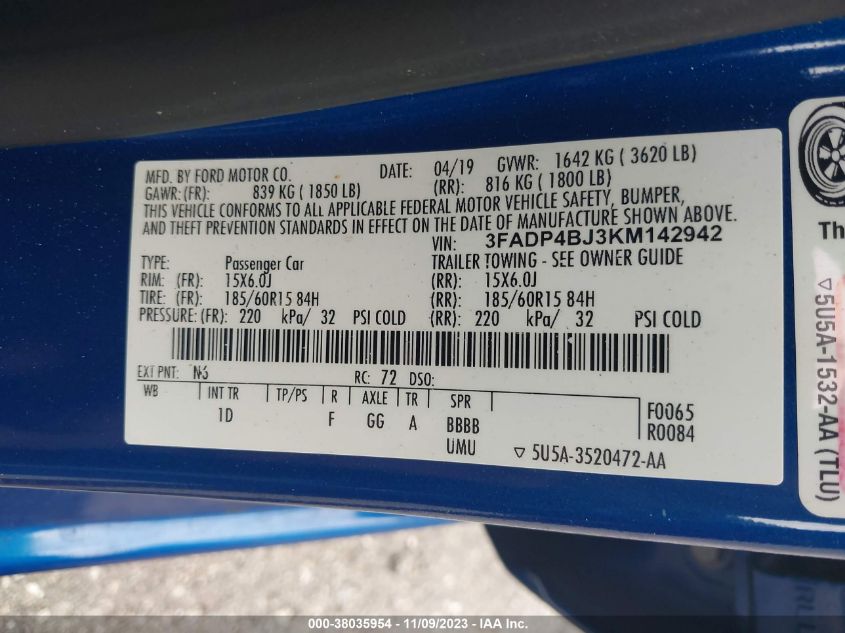 MFD. BY FORD MOTOR CO. DATE: 04/19 GVWR: 1642 KG ( 3620 LB)
GAWR:(FR): 839 KG ( 1850 LB) (RR): 816 KG ( 1800 LB)
THIS VEHICLE CONFORMS TO ALL APPLICABLE FEDERAL MOTOR VEHICLE SAFETY, BUMPER,
AND THEFT PREVENTION STANDARDS IN EFFECT ON THE DATE OF MANUFACTURE SHOWN ABOVE.
VIN: 3FADP4BJ3KM142942
TYPE: Passenger Car TRAILER TOWING - SEE OWNER GUIDE
RIM: (FR) 15X6.0J (RR): 15X6.0J
TIRE: (FR) 185/60R15 84H (RR): 185/60R15 84H
PRESSURE: (FR): 220 kPa/ 32 PSI COLD (RR): 220 kPa/ 32 PSI COLD
EXT PNT: N6 RC: 72 DSO:
WB INT TR TP/PS R AXLE TR SPR F0065
1D F GG A BBBB R0084
UMU ▽ 5U5A-3520472-AA
Th
▽5U5A-1532-AA (TLU)
000-38035954 - 11/09/2023 - IAA, Inc.